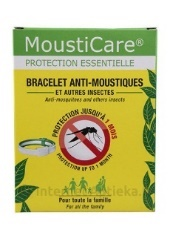 MoustiCare®
PROTECTION ESSENTIELLE
BRACELET ANTI-MOUSTIQUES
ET AUTRES INSECTES
Anti-mosquitoes and others insects
PROTECTION JUSQU'À 1 MOIS
PROTECTION UP TO 1 MONTH
Pour toute la famille
For all the family